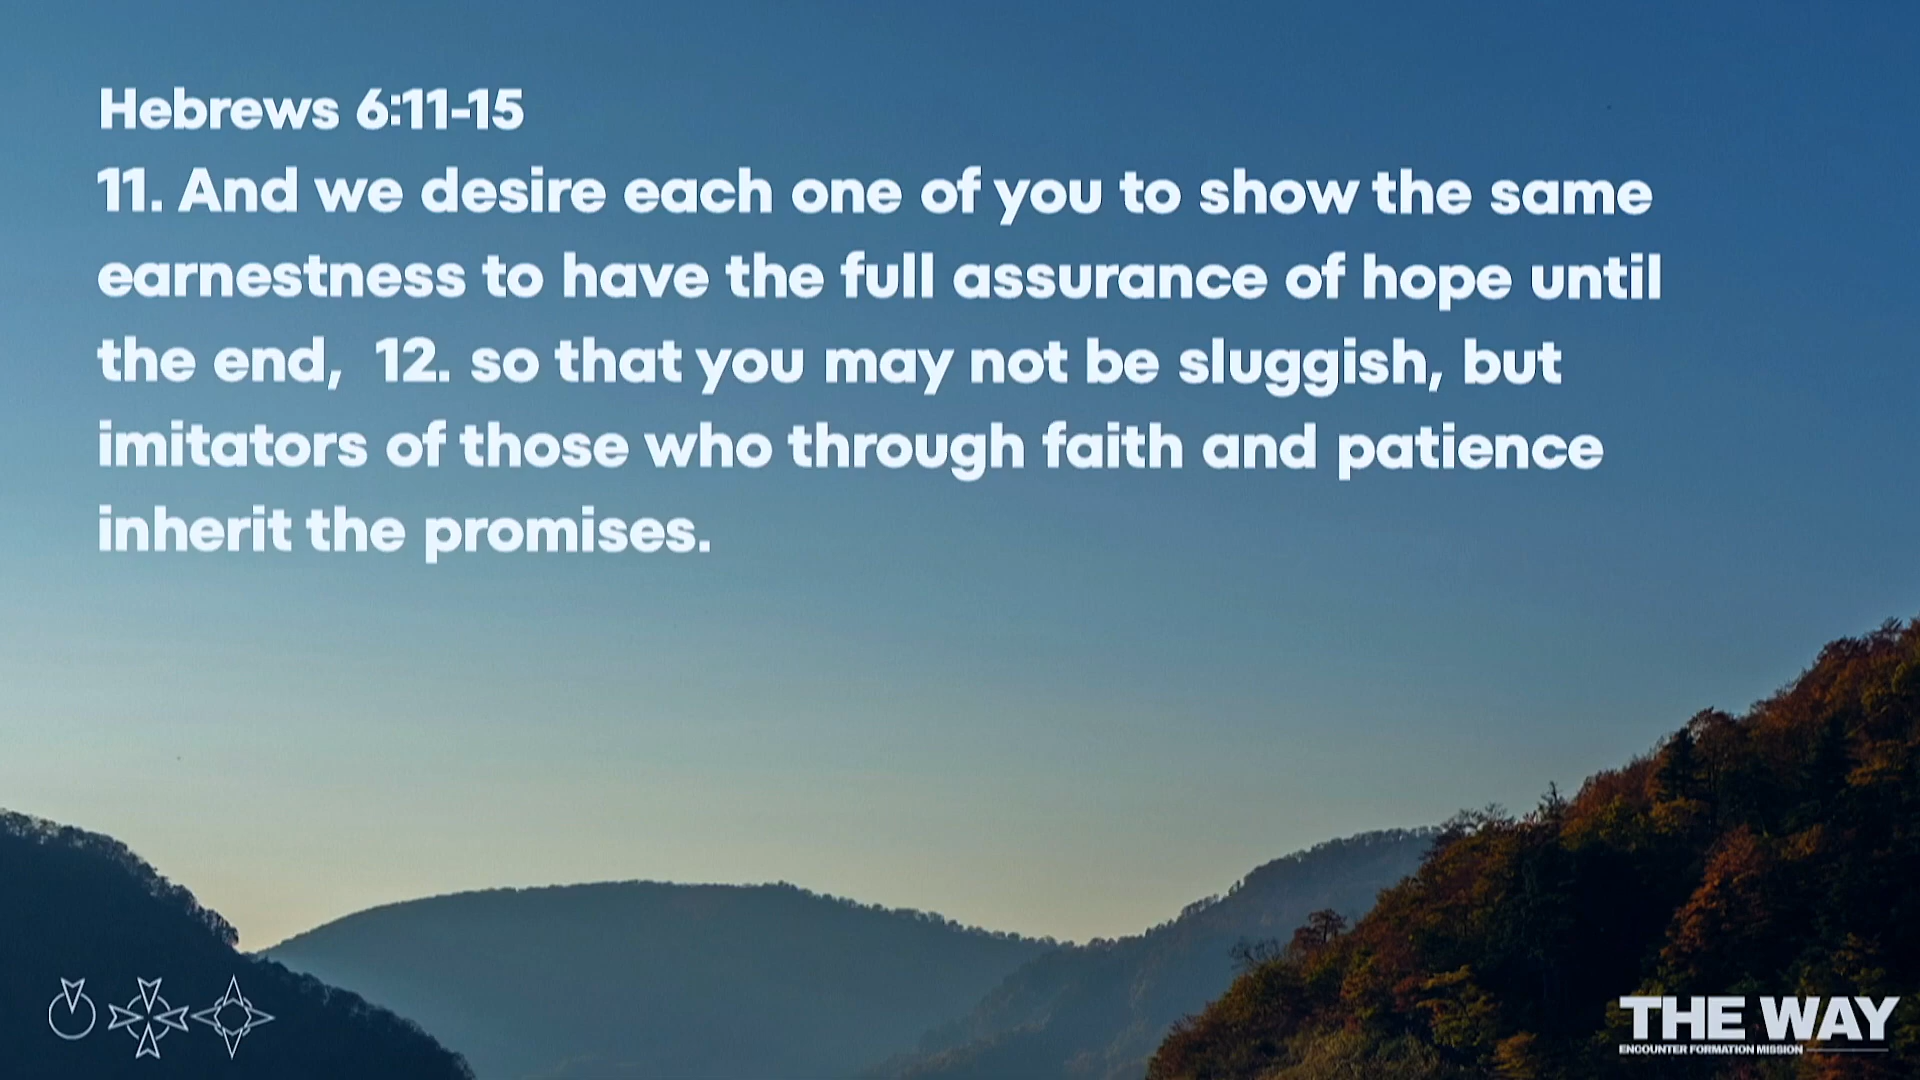 Hebrews 6:11-15
11. And we desire each one of you to show the same
earnestness to have the full assurance of hope until
the end,  12. so that you may not be sluggish, but
imitators of those who through faith and patience
inherit the promises.
THE WAY
ENCOUNTER FORMATION MISSION